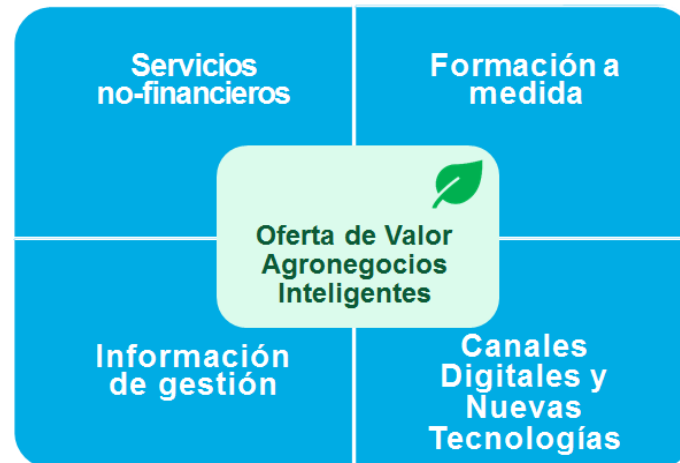 Servicios
no-financieros
Formación a
medida
Oferta de Valor
Agronegocios
Inteligentes
Información
de gestión
Canales
Digitales y
Nuevas
Tecnologías